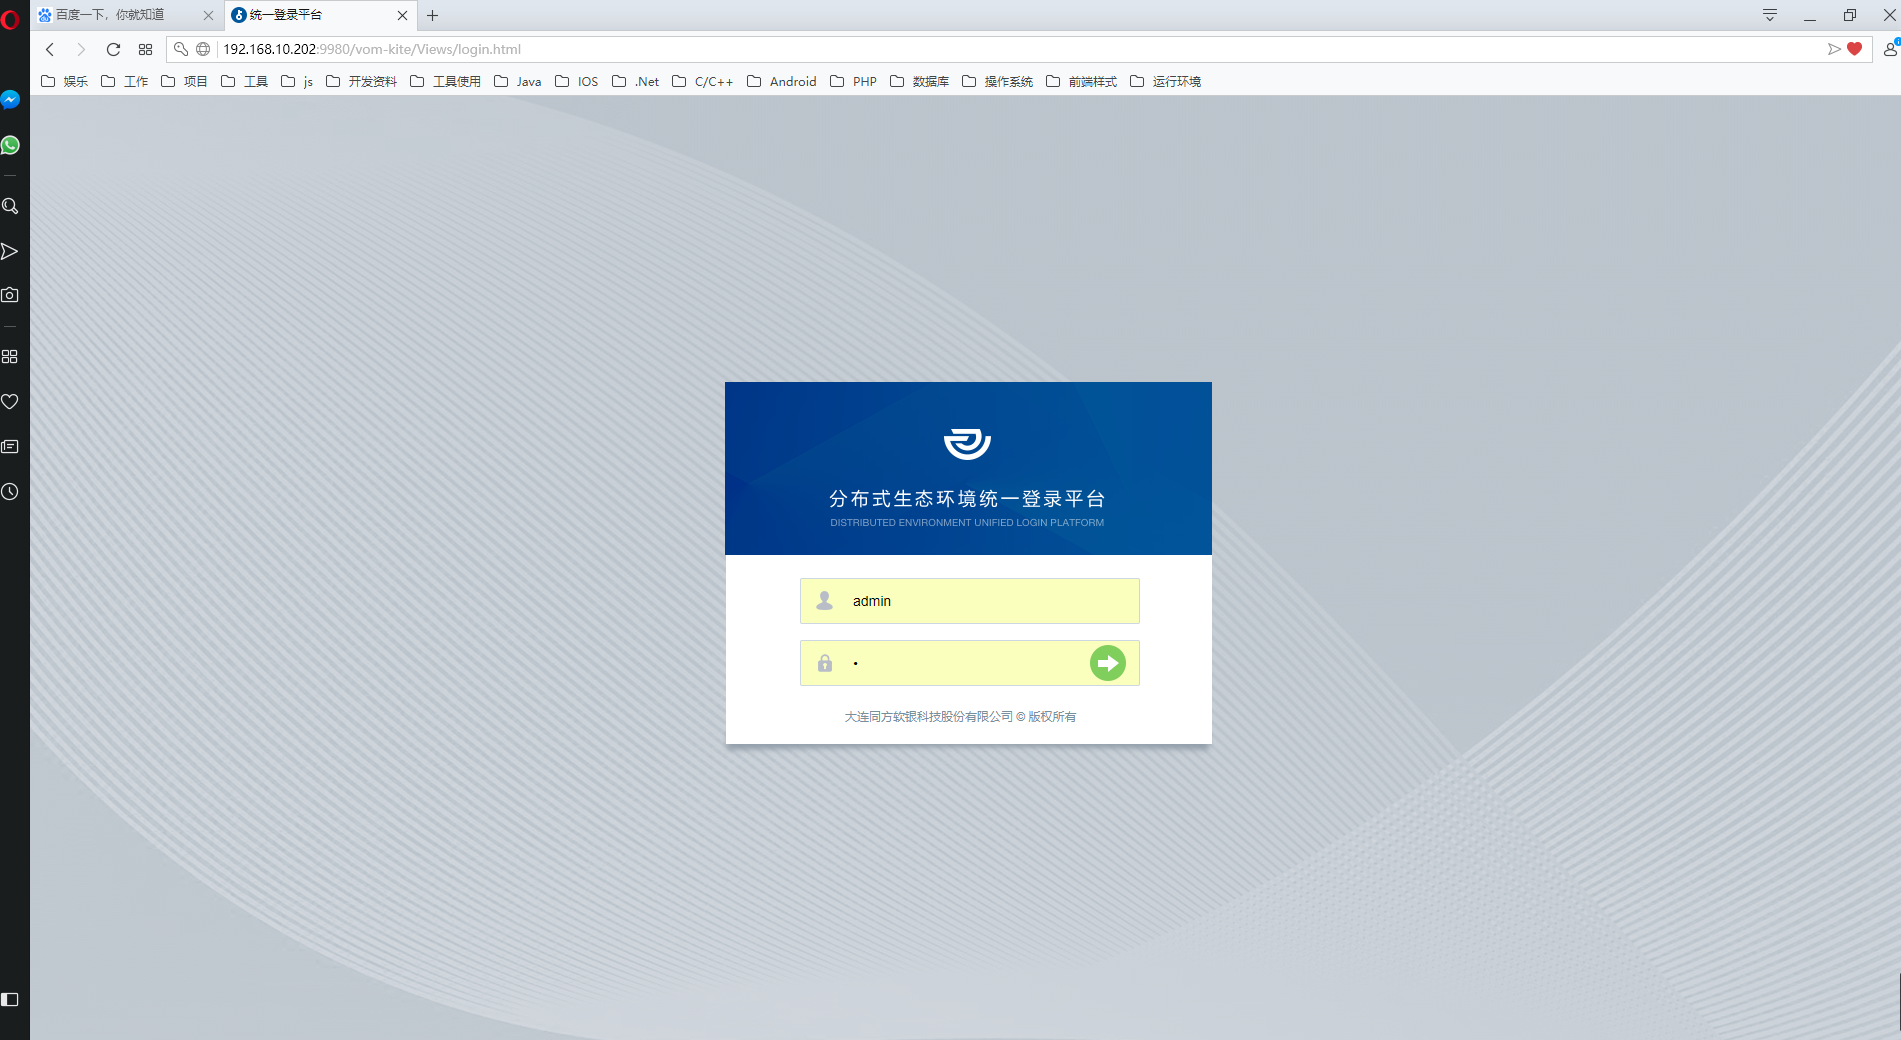 百度一下，你就知道
统一登录平台
192.168.10.202:9980/vom-kite/Views/login.html
娱乐 工作 项目 工具 js 开发资料 工具使用 Java IOS .Net C/C++ Android PHP 数据库 操作系统 前端样式 运行环境
分布式生态环境统一登录平台
DISTRIBUTED ENVIRONMENT UNIFIED LOGIN PLATFORM
admin
•
大连同方软银科技股份有限公司 © 版权所有